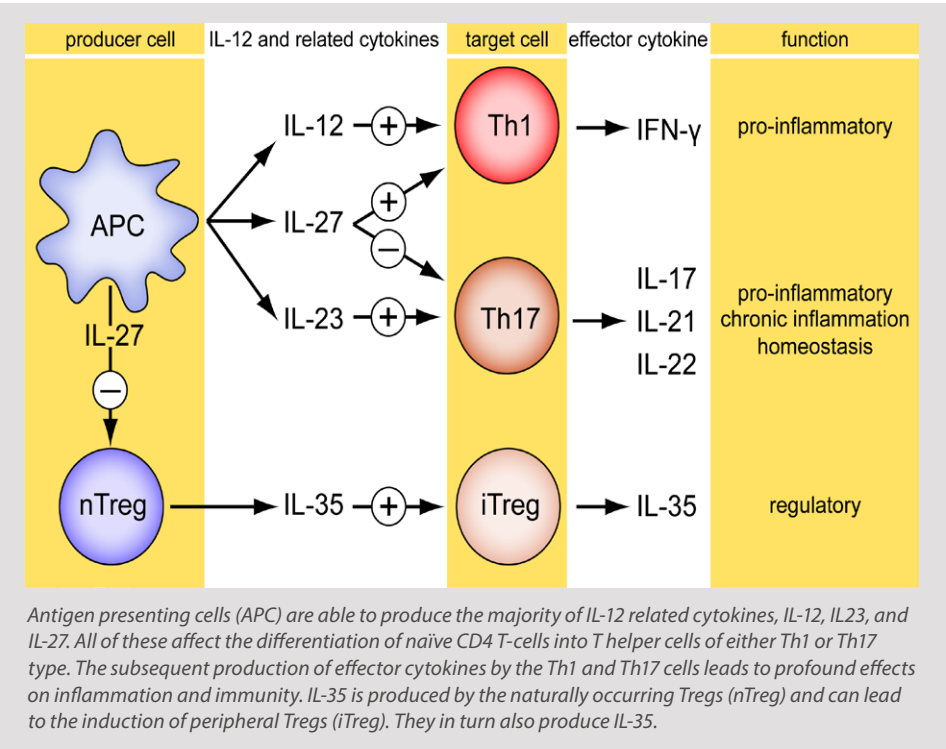 producer cell
IL-12 and related cytokines
target cell
effector cytokine
function
APC
IL-12
+
Th1
IFN-γ
pro-inflammatory
IL-27
+
−
IL-23
+
Th17
IL-17
IL-21
IL-22
pro-inflammatory
chronic inflammation
homeostasis
IL-27
−
nTreg
IL-35
+
iTreg
IL-35
regulatory
Antigen presenting cells (APC) are able to produce the majority of IL-12 related cytokines, IL-12, IL23, and
IL-27. All of these affect the differentiation of naïve CD4 T-cells into T helper cells of either Th1 or Th17
type. The subsequent production of effector cytokines by the Th1 and Th17 cells leads to profound effects
on inflammation and immunity. IL-35 is produced by the naturally occurring Tregs (nTreg) and can lead
to the induction of peripheral Tregs (iTreg). They in turn also produce IL-35.